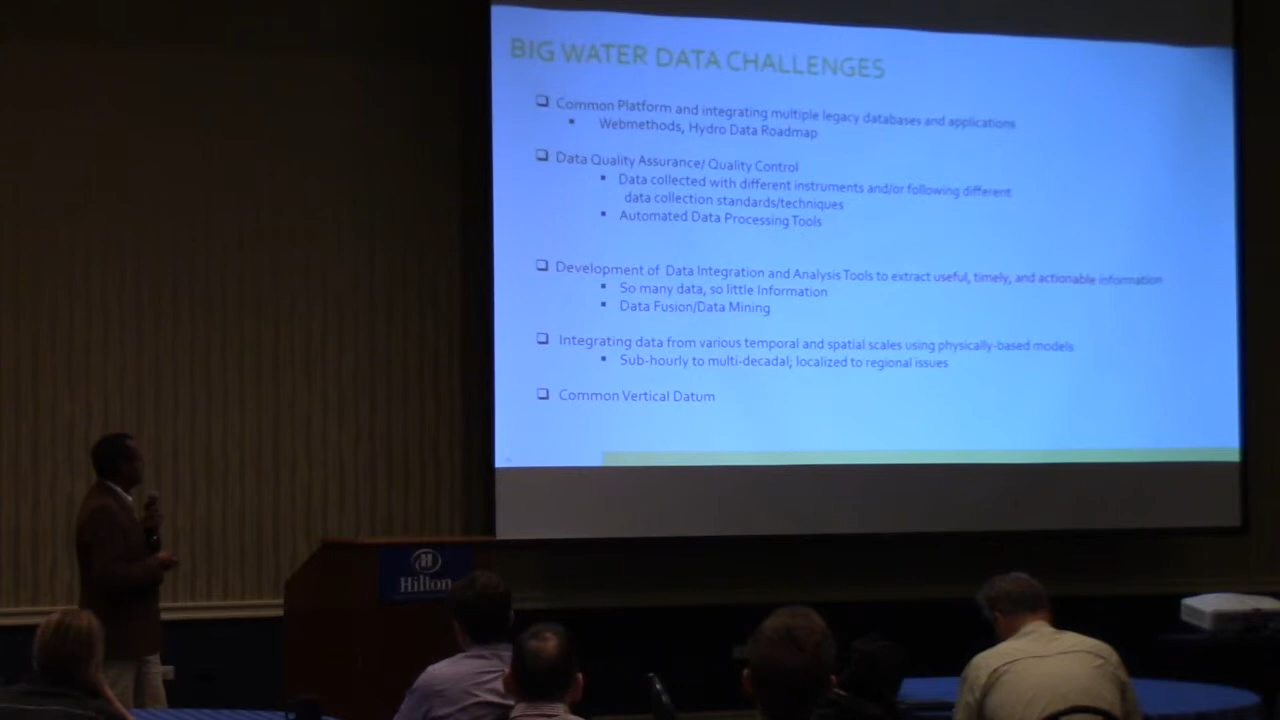 BIG WATER DATA CHALLENGES
Common Platform and integrating multiple legacy databases and applications
Webmethods, Hydro Data Roadmap
Data Quality Assurance/ Quality Control
Data collected with different instruments and/or following different
data collection standards/techniques
Automated Data Processing Tools
Development of Data Integration and Analysis Tools to extract useful, timely, and actionable information
So many data, so little Information
Data Fusion/Data Mining
Integrating data from various temporal and spatial scales using physically-based models
Sub-hourly to multi-decadal; localized to regional issues
Common Vertical Datum
H
Hilton